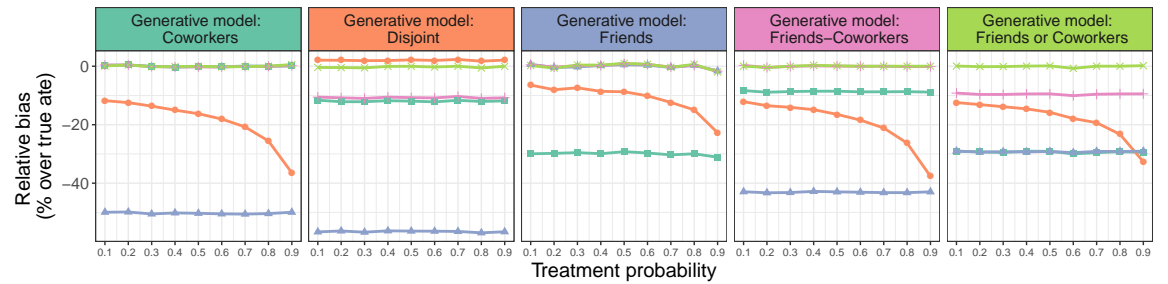 Generative model:
Coworkers
Generative model:
Disjoint
Generative model:
Friends
Generative model:
Friends−Coworkers
Generative model:
Friends or Coworkers
Relative bias
(% over true ate)
0
−20
−40
0.1 0.2 0.3 0.4 0.5 0.6 0.7 0.8 0.9
0.1 0.2 0.3 0.4 0.5 0.6 0.7 0.8 0.9
0.1 0.2 0.3 0.4 0.5 0.6 0.7 0.8 0.9
0.1 0.2 0.3 0.4 0.5 0.6 0.7 0.8 0.9
0.1 0.2 0.3 0.4 0.5 0.6 0.7 0.8 0.9
Treatment probability